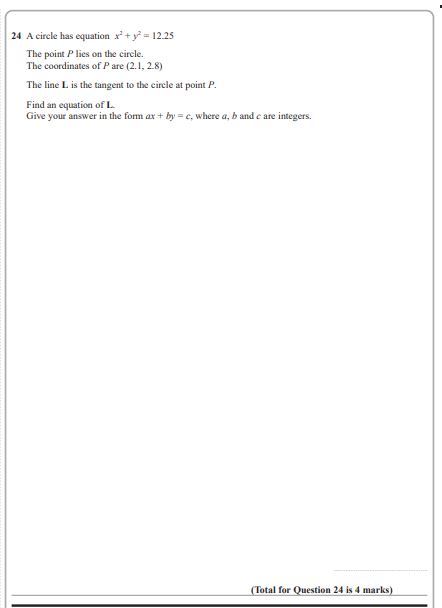 24 A circle has equation x² + y² = 12.25
The point P lies on the circle.
The coordinates of P are (2.1, 2.8)
The line L is the tangent to the circle at point P.
Find an equation of L.
Give your answer in the form ax + by = c, where a, b and c are integers.
(Total for Question 24 is 4 marks)